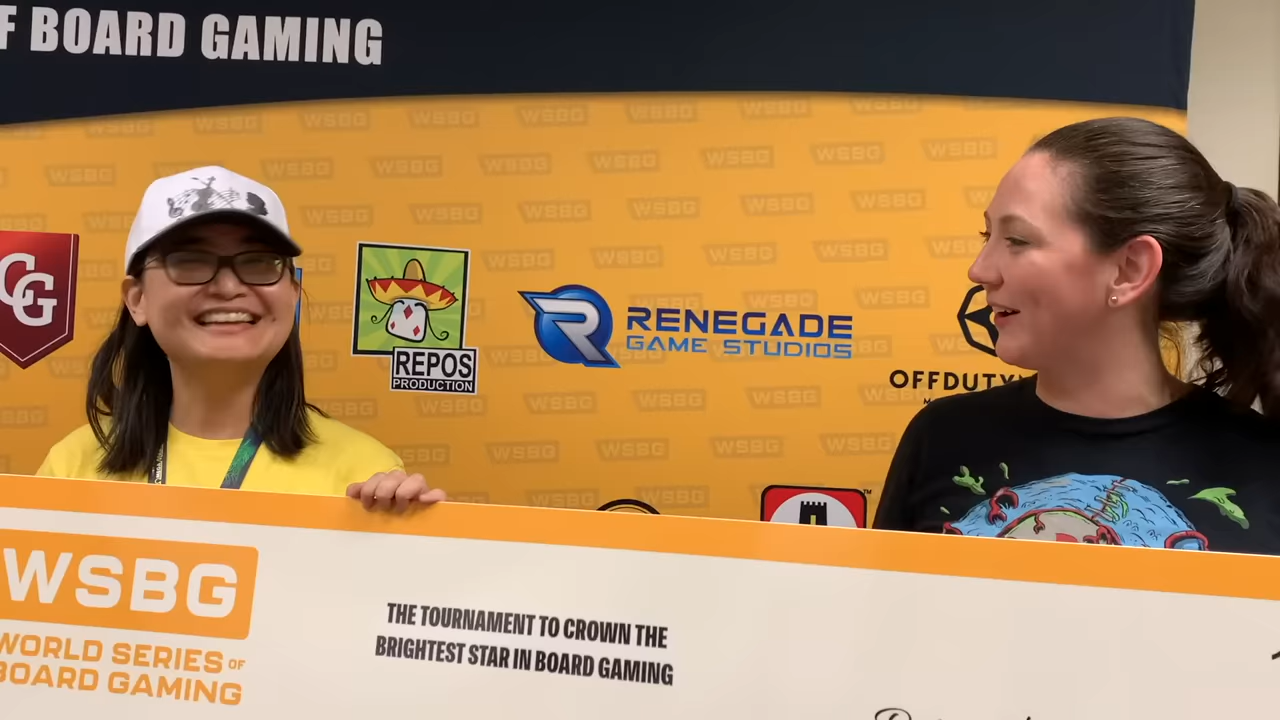 F BOARD GAMING
WSBG
CG
REPOS
PRODUCTION
R RENEGADE
GAME STUDIOS
OFFDUTY
WSBG
WORLD SERIES OF
BOARD GAMING
THE TOURNAMENT TO CROWN THE
BRIGHTEST STAR IN BOARD GAMING